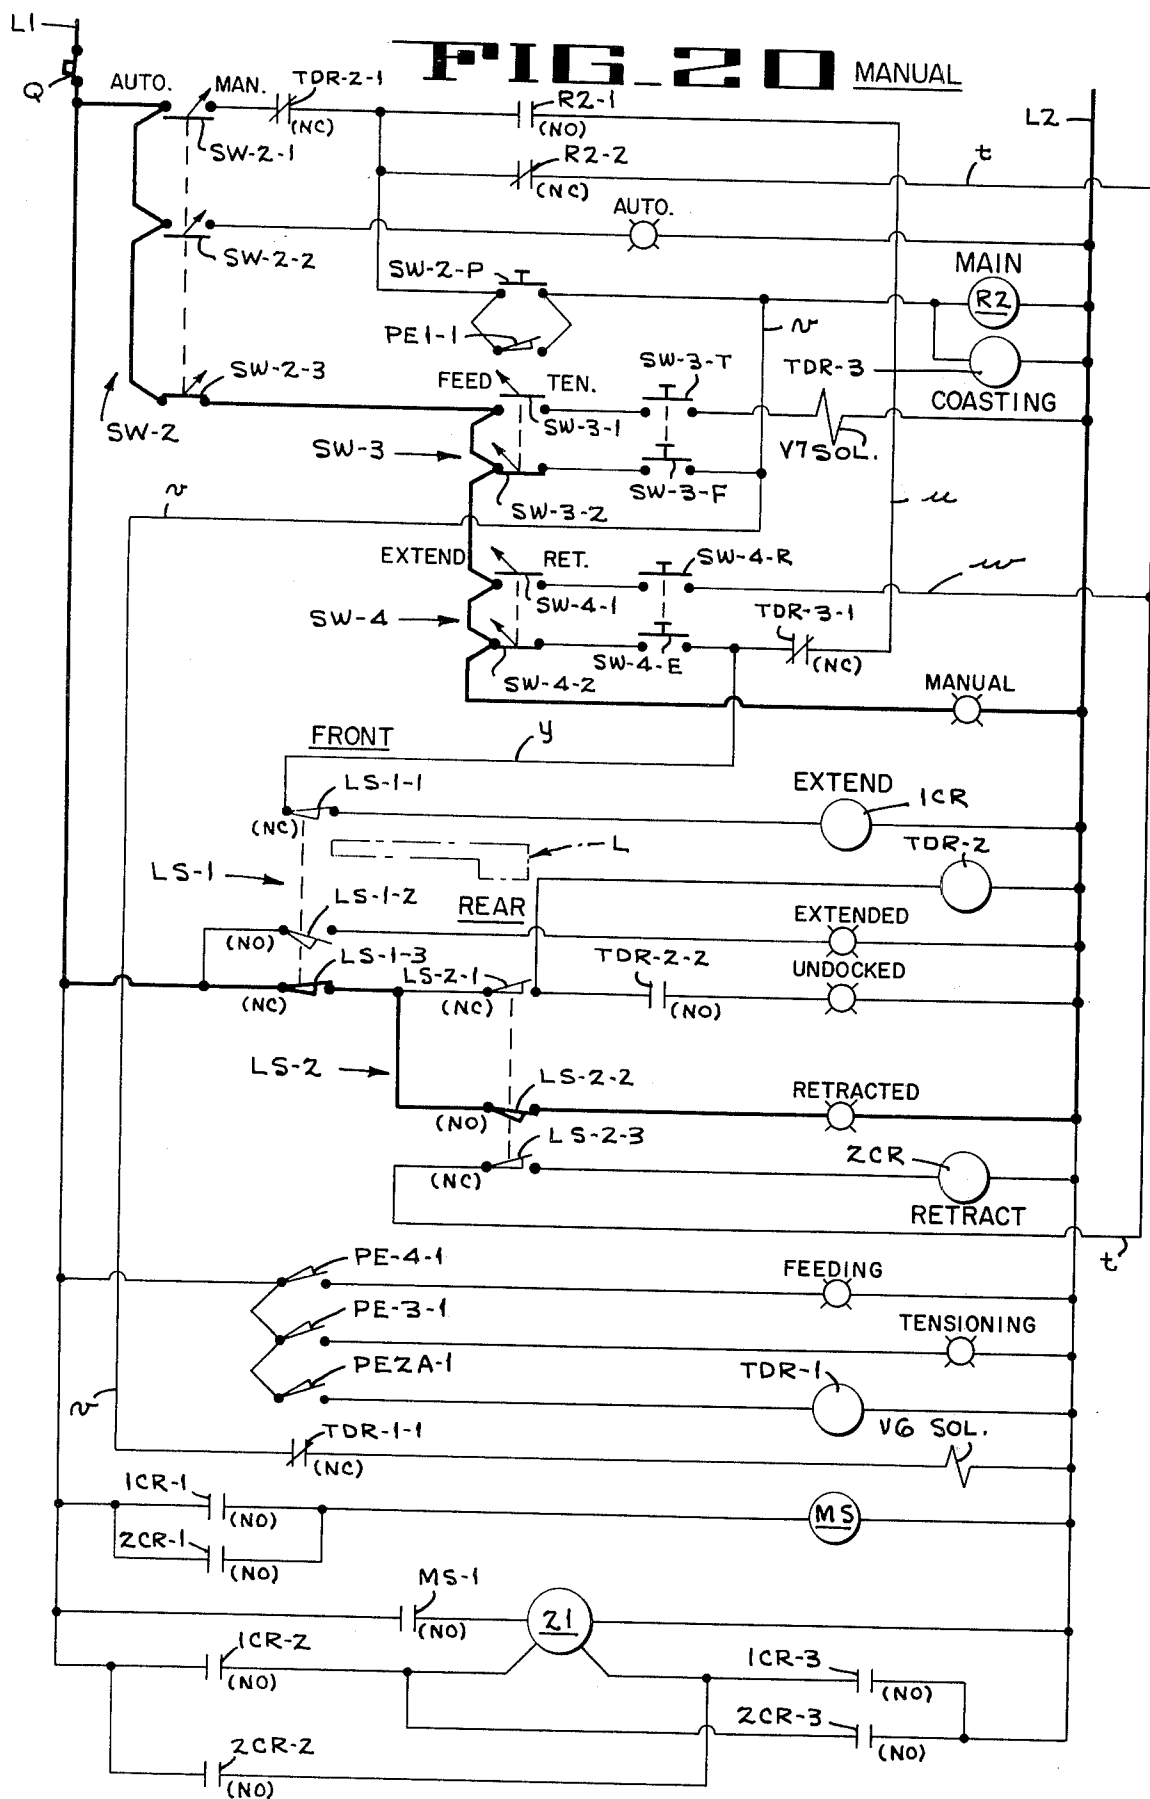 L1
FIG_20
MANUAL
Q
AUTO.
MAN.
TDR-2-1
(NC)
R2-1
(NO)
L2
SW-2-1
R2-2
(NC)
t
AUTO.
SW-2-2
SW-2-P
MAIN
R2
PE1-1
v
SW-2-3
FEED
TEN.
SW-3-T
TDR-3
COASTING
SW-2
SW-3-1
SW-3
V7 SOL.
SW-3-F
v
SW-3-2
u
EXTEND
RET.
SW-4-R
SW-4-1
w
SW-4
TDR-3-1
(NC)
SW-4-E
SW-4-2
MANUAL
FRONT
y
LS-1-1
(NC)
EXTEND
1CR
L
TDR-2
LS-1
LS-1-2
REAR
(NO)
EXTENDED
LS-1-3
(NC)
LS-2-1
(NC)
TDR-2-2
(NO)
UNDOCKED
LS-2
LS-2-2
(NO)
RETRACTED
LS-2-3
(NC)
2CR
RETRACT
t
PE-4-1
FEEDING
PE-3-1
TENSIONING
PE2A-1
TDR-1
v
TDR-1-1
(NC)
V6 SOL.
1CR-1
(NO)
MS
2CR-1
(NO)
MS-1
(NO)
21
1CR-2
(NO)
1CR-3
(NO)
2CR-3
(NO)
2CR-2
(NO)